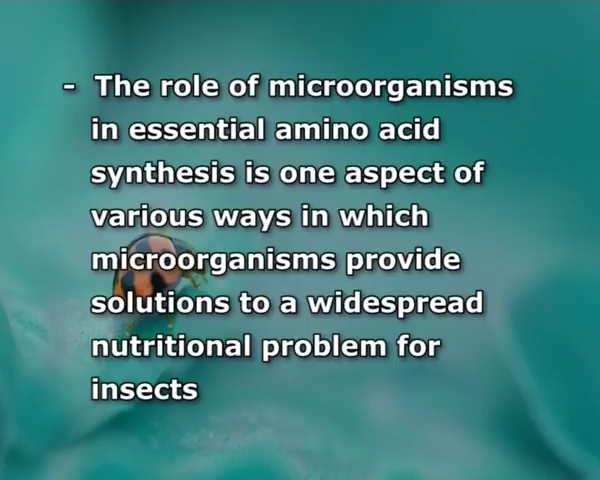 - The role of microorganisms
in essential amino acid
synthesis is one aspect of
various ways in which
microorganisms provide
solutions to a widespread
nutritional problem for
insects